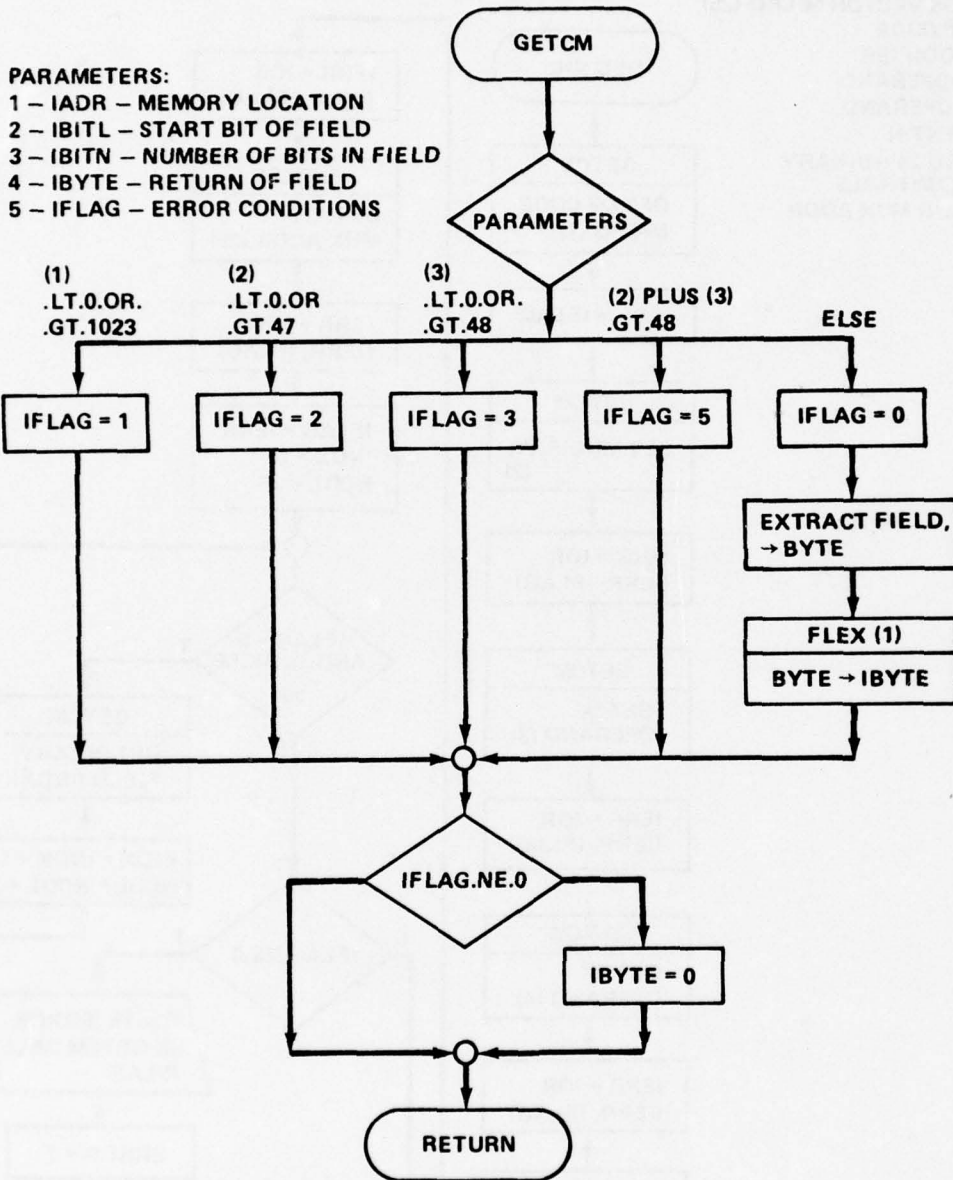 GETCM
PARAMETERS:
1 – IADR – MEMORY LOCATION
2 – IBITL – START BIT OF FIELD
3 – IBITN – NUMBER OF BITS IN FIELD
4 – IBYTE – RETURN OF FIELD
5 – IFLAG – ERROR CONDITIONS
PARAMETERS
(1)
.LT.0.OR.
.GT.1023
(2)
.LT.0.OR
.GT.47
(3)
.LT.0.OR.
.GT.48
(2) PLUS (3)
.GT.48
ELSE
IFLAG = 1
IFLAG = 2
IFLAG = 3
IFLAG = 5
IFLAG = 0
EXTRACT FIELD,
→ BYTE
FLEX (1)
BYTE → IBYTE
IFLAG.NE.0
IBYTE = 0
RETURN